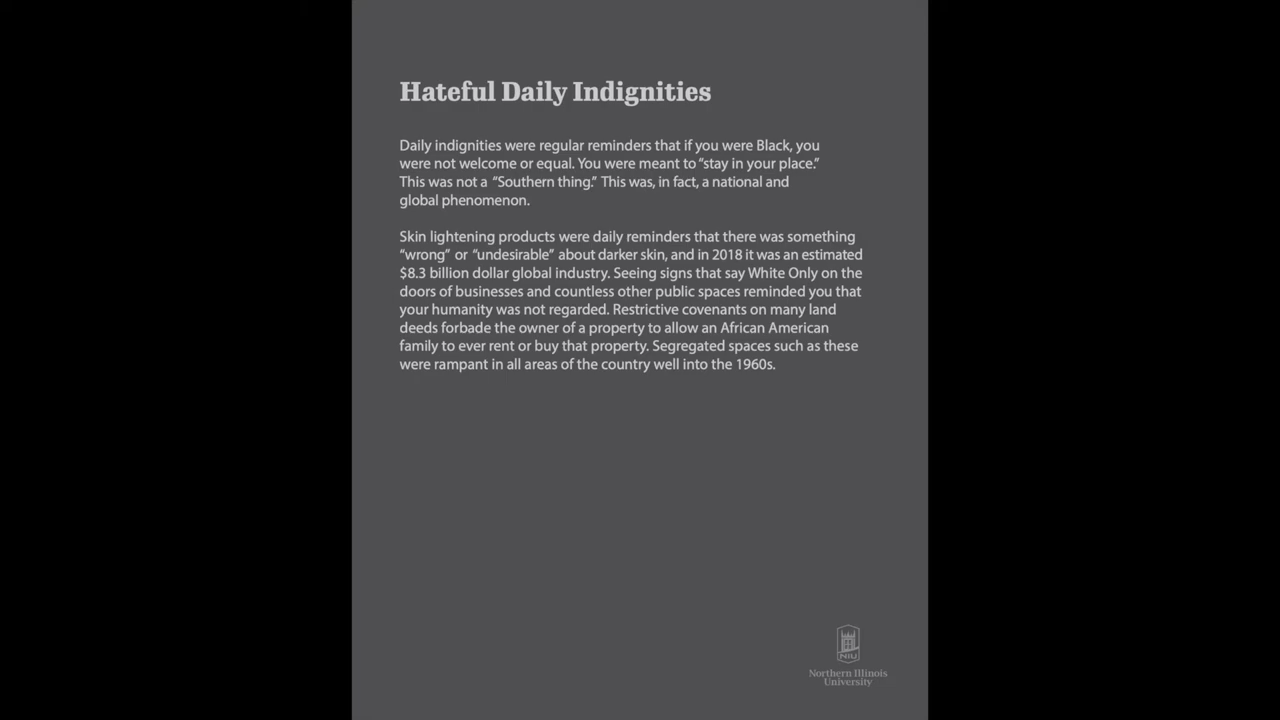 Hateful Daily Indignities
Daily indignities were regular reminders that if you were Black, you
were not welcome or equal. You were meant to “stay in your place.”
This was not a “Southern thing.” This was, in fact, a national and
global phenomenon.
Skin lightening products were daily reminders that there was something
“wrong” or “undesirable” about darker skin, and in 2018 it was an estimated
$8.3 billion dollar global industry. Seeing signs that say White Only on the
doors of businesses and countless other public spaces reminded you that
your humanity was not regarded. Restrictive covenants on many land
deeds forbade the owner of a property to allow an African American
family to ever rent or buy that property. Segregated spaces such as these
were rampant in all areas of the country well into the 1960s.
NIU
Northern Illinois
University